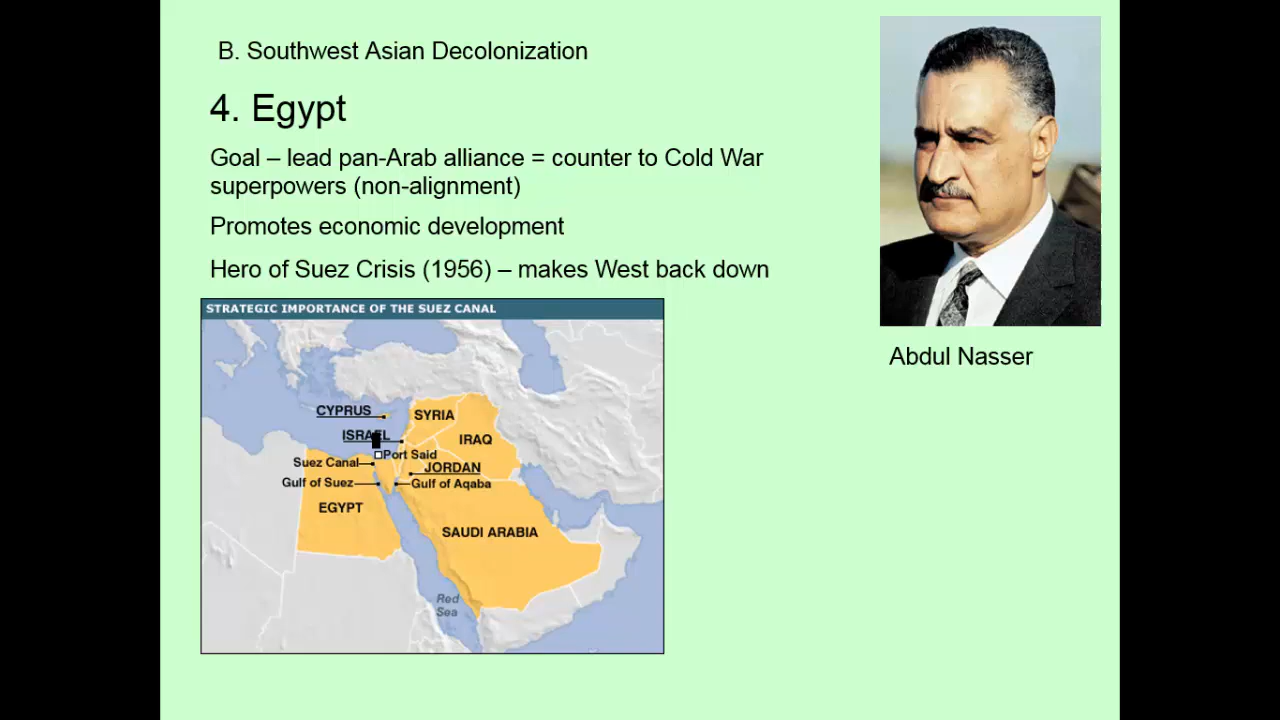 B. Southwest Asian Decolonization
4. Egypt
Goal – lead pan-Arab alliance = counter to Cold War
superpowers (non-alignment)
Promotes economic development
Hero of Suez Crisis (1956) – makes West back down
Abdul Nasser
STRATEGIC IMPORTANCE OF THE SUEZ CANAL
CYPRUS
SYRIA
ISRAEL
IRAQ
Port Said
Suez Canal
JORDAN
Gulf of Suez
Gulf of Aqaba
EGYPT
SAUDI ARABIA
Red
Sea